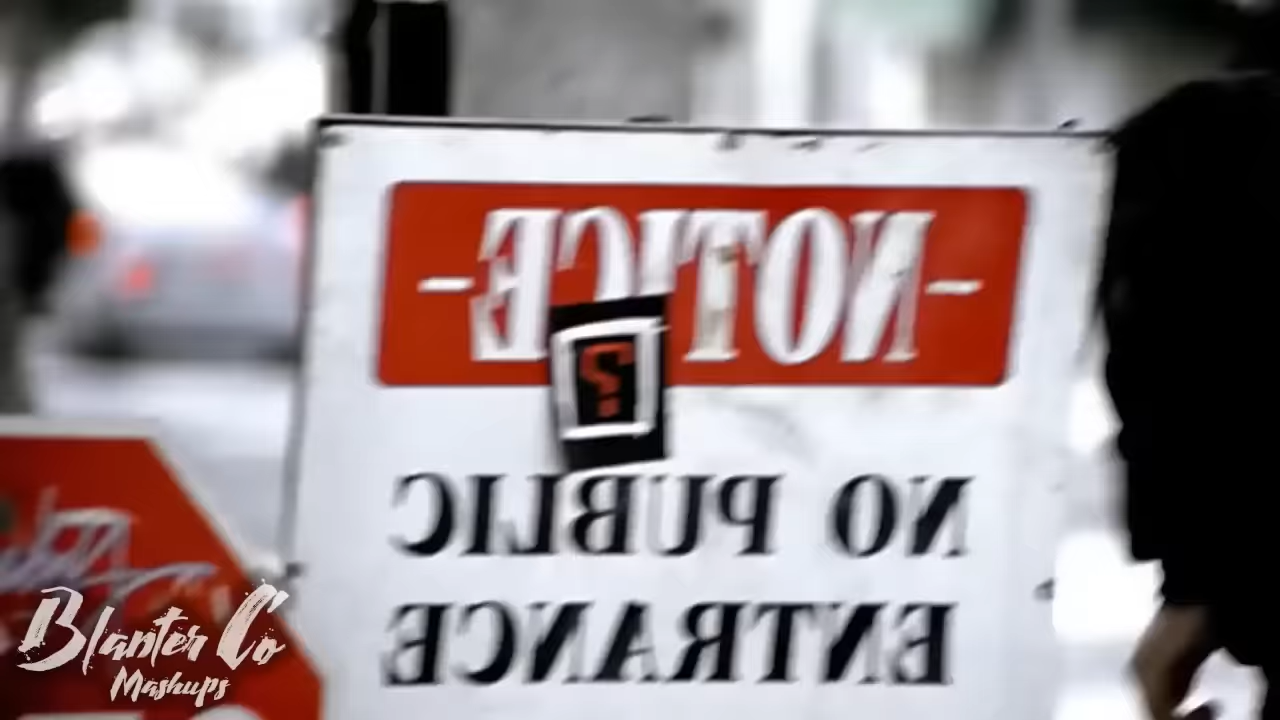 - NOTICE -
?
NO PUBLIC
ENTRANCE
Blanter Co
Mashups